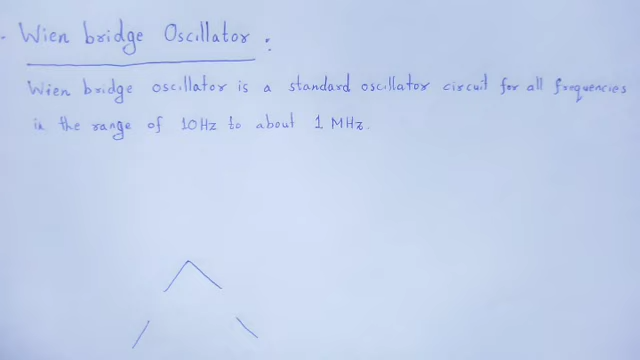 - Wien bridge Oscillator :
Wien bridge oscillator is a standard oscillator circuit for all frequencies
in the range of 10Hz to about 1 MHz.